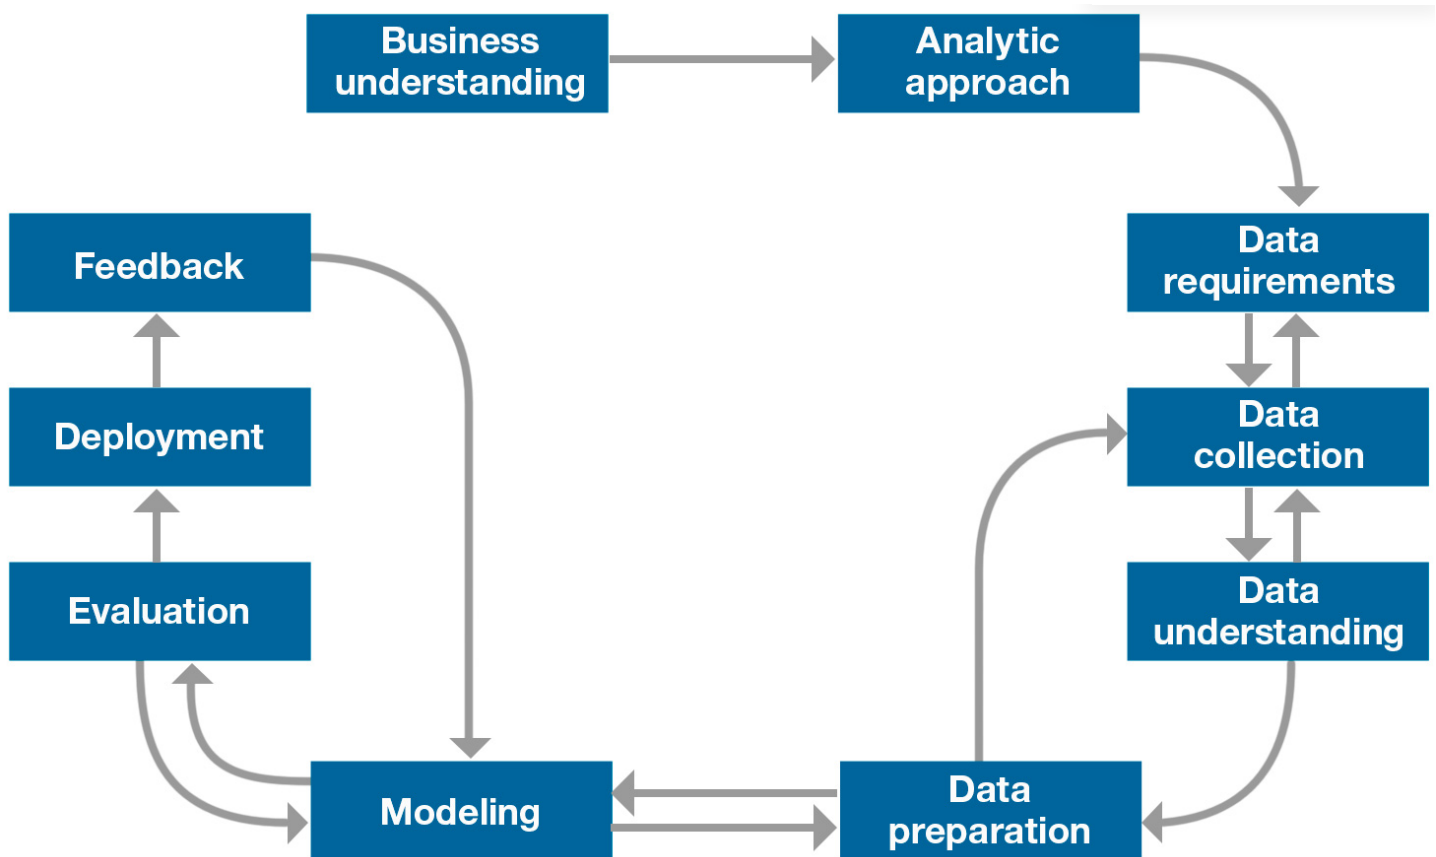 Business
understanding
Analytic
approach
Data
requirements
Data
collection
Data
understanding
Data
preparation
Modeling
Evaluation
Deployment
Feedback